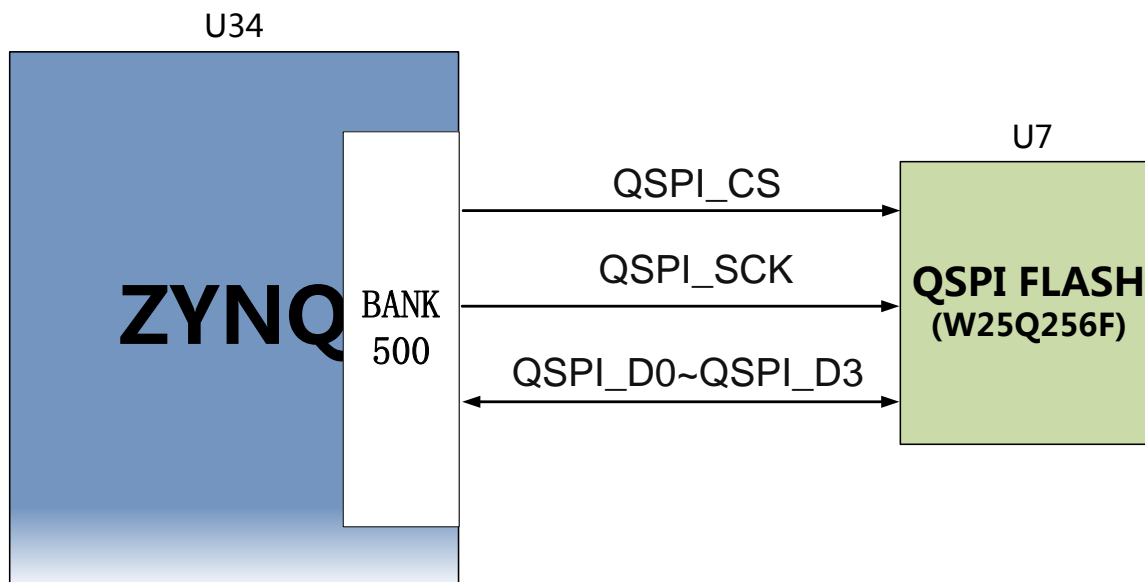 U34
ZYNQ
BANK
500
QSPI_CS
QSPI_SCK
QSPI_D0~QSPI_D3
U7
QSPI FLASH
(W25Q256F)